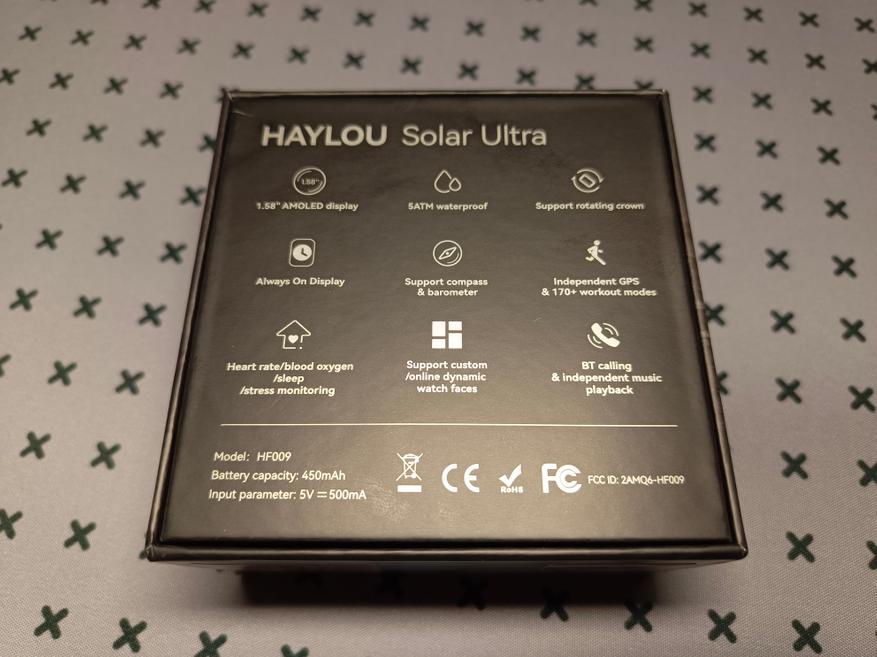 HAYLOU Solar Ultra
1.58"
1.58" AMOLED display
5ATM waterproof
Support rotating crown
Always On Display
Support compass
& barometer
Independent GPS
& 170+ workout modes
Heart rate/blood oxygen
/sleep
/stress monitoring
Support custom
/online dynamic
watch faces
BT calling
& independent music
playback
Model: HF009
Battery capacity: 450mAh
Input parameter: 5V⎓500mA
CE
RoHS
FC
FCC ID: 2AMQ6-HF009